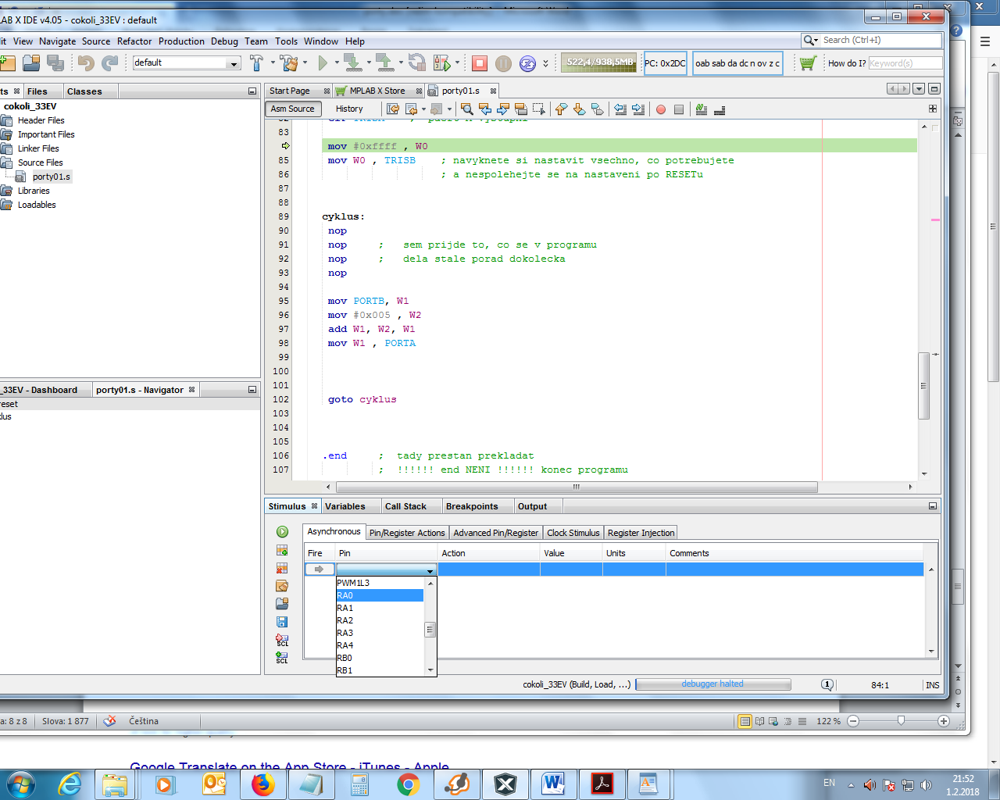 LAB X IDE v4.05 - cokoli_33EV : default
it View Navigate Source Refactor Production Debug Team Tools Window Help
Search (Ctrl+I)
default
522,4/938,5MB
PC: 0x2DC
oab sab da dc n ov z c
How do I?
Keyword(s)
ts Files Classes
Start Page MPLAB X Store porty01.s
cokoli_33EV
Header Files
Important Files
Linker Files
Source Files
porty01.s
Libraries
Loadables
Asm Source History
83
mov #0xffff , W0
85 mov W0 , TRISB ; navyknete si nastavit vsechno, co potrebujete
86 ; a nespolehejte se na nastaveni po RESETu
87
88
89 cyklus:
90 nop
91 nop ; sem prijde to, co se v programu
92 nop ; dela stale porad dokolecka
93 nop
94
95 mov PORTB, W1
96 mov #0x005 , W2
97 add W1, W2, W1
98 mov W1 , PORTA
99
100
101
102 goto cyklus
103
104
105
106 .end ; tady prestan prekladat
107 ; !!!!!! end NENI !!!!!! konec programu
_33EV - Dashboard porty01.s - Navigator
reset
lus
Stimulus Variables Call Stack Breakpoints Output
Asynchronous Pin/Register Actions Advanced Pin/Register Clock Stimulus Register Injection
Fire Pin Action Value Units Comments
PWM1L3
RA0
RA1
RA2
RA3
RA4
RB0
RB1
SCL
SCL
cokoli_33EV (Build, Load, ...) debugger halted 1 84:1 INS
a: 8 z 8 Slova: 1 877 Čeština 122 %
Google Translate on the App Store - iTunes - Apple
EN
21:52
1.2.2018